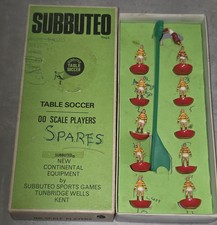 SUBBUTEO
TABLE
SOCCER
TABLE SOCCER
OO SCALE PLAYERS
SPARES
NEW
CONTINENTAL
EQUIPMENT
by
SUBBUTEO SPORTS GAMES
TUNBRIDGE WELLS
KENT